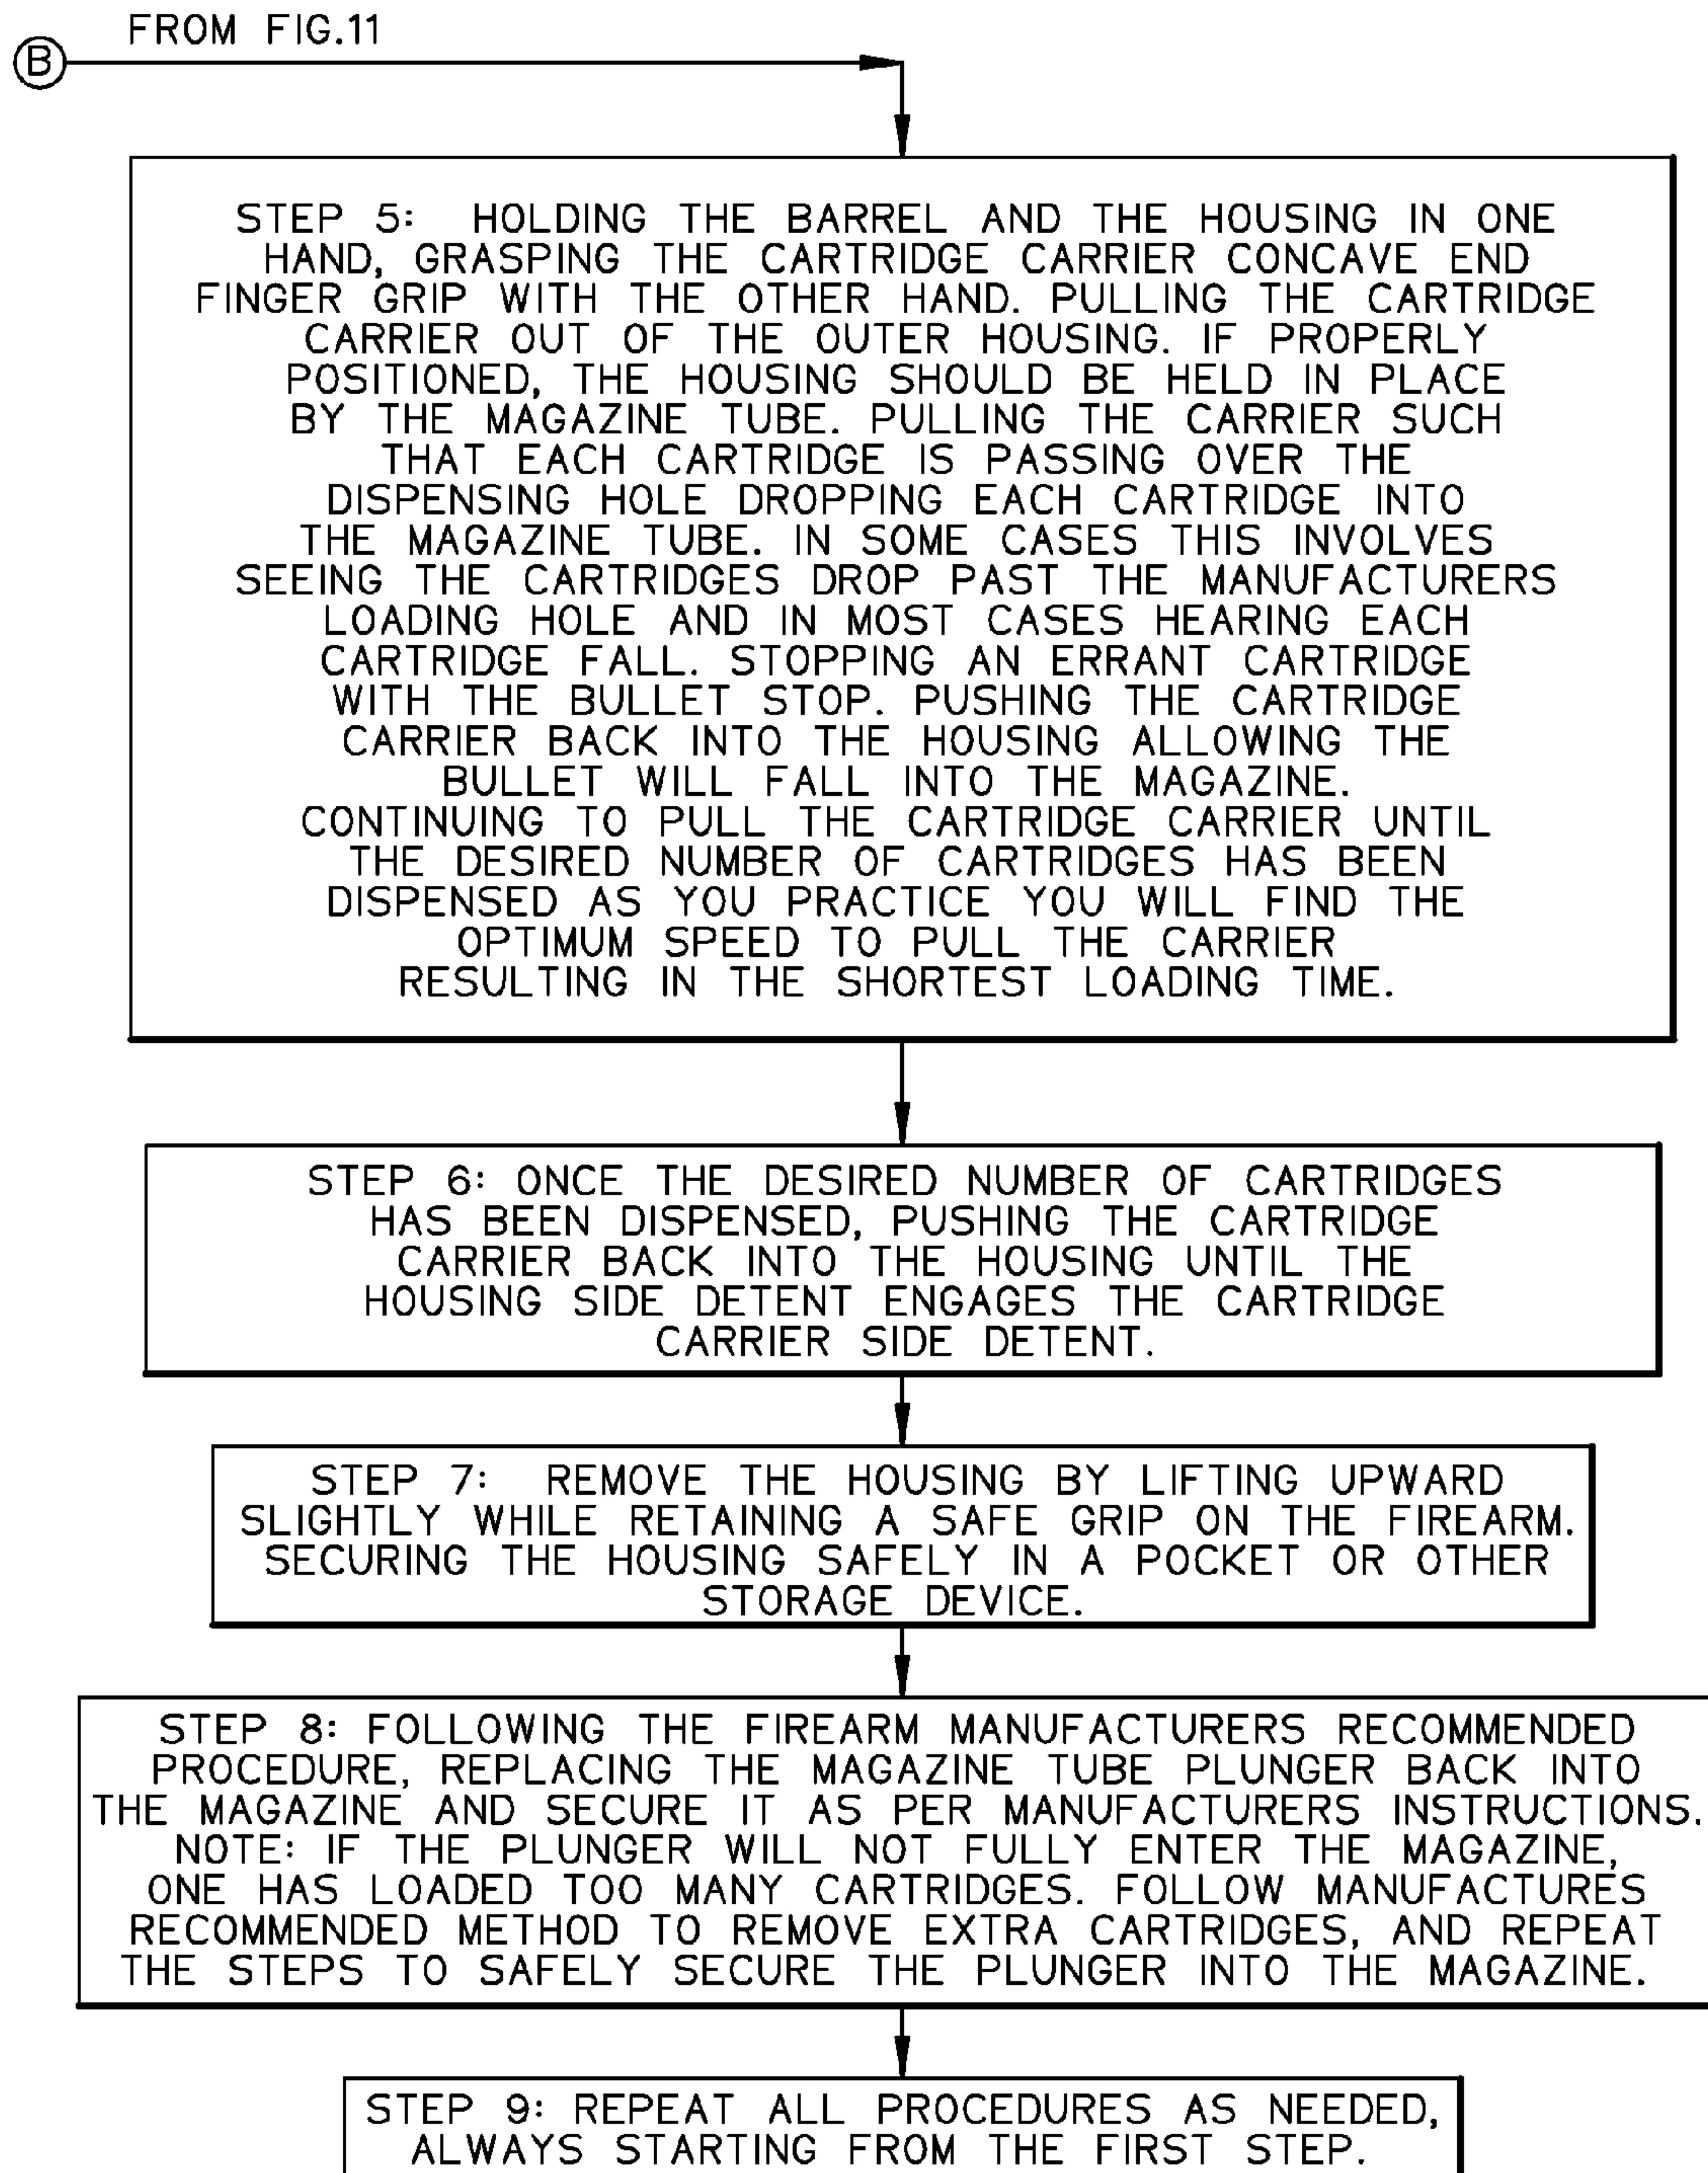 FROM FIG.11
B
STEP 5: HOLDING THE BARREL AND THE HOUSING IN ONE
HAND, GRASPING THE CARTRIDGE CARRIER CONCAVE END
FINGER GRIP WITH THE OTHER HAND. PULLING THE CARTRIDGE
CARRIER OUT OF THE OUTER HOUSING. IF PROPERLY
POSITIONED, THE HOUSING SHOULD BE HELD IN PLACE
BY THE MAGAZINE TUBE. PULLING THE CARRIER SUCH
THAT EACH CARTRIDGE IS PASSING OVER THE
DISPENSING HOLE DROPPING EACH CARTRIDGE INTO
THE MAGAZINE TUBE. IN SOME CASES THIS INVOLVES
SEEING THE CARTRIDGES DROP PAST THE MANUFACTURERS
LOADING HOLE AND IN MOST CASES HEARING EACH
CARTRIDGE FALL. STOPPING AN ERRANT CARTRIDGE
WITH THE BULLET STOP. PUSHING THE CARTRIDGE
CARRIER BACK INTO THE HOUSING ALLOWING THE
BULLET WILL FALL INTO THE MAGAZINE.
CONTINUING TO PULL THE CARTRIDGE CARRIER UNTIL
THE DESIRED NUMBER OF CARTRIDGES HAS BEEN
DISPENSED AS YOU PRACTICE YOU WILL FIND THE
OPTIMUM SPEED TO PULL THE CARRIER
RESULTING IN THE SHORTEST LOADING TIME.
STEP 6: ONCE THE DESIRED NUMBER OF CARTRIDGES
HAS BEEN DISPENSED, PUSHING THE CARTRIDGE
CARRIER BACK INTO THE HOUSING UNTIL THE
HOUSING SIDE DETENT ENGAGES THE CARTRIDGE
CARRIER SIDE DETENT.
STEP 7: REMOVE THE HOUSING BY LIFTING UPWARD
SLIGHTLY WHILE RETAINING A SAFE GRIP ON THE FIREARM.
SECURING THE HOUSING SAFELY IN A POCKET OR OTHER
STORAGE DEVICE.
STEP 8: FOLLOWING THE FIREARM MANUFACTURERS RECOMMENDED
PROCEDURE, REPLACING THE MAGAZINE TUBE PLUNGER BACK INTO
THE MAGAZINE AND SECURE IT AS PER MANUFACTURERS INSTRUCTIONS.
NOTE: IF THE PLUNGER WILL NOT FULLY ENTER THE MAGAZINE,
ONE HAS LOADED TOO MANY CARTRIDGES. FOLLOW MANUFACTURES
RECOMMENDED METHOD TO REMOVE EXTRA CARTRIDGES, AND REPEAT
THE STEPS TO SAFELY SECURE THE PLUNGER INTO THE MAGAZINE.
STEP 9: REPEAT ALL PROCEDURES AS NEEDED,
ALWAYS STARTING FROM THE FIRST STEP.